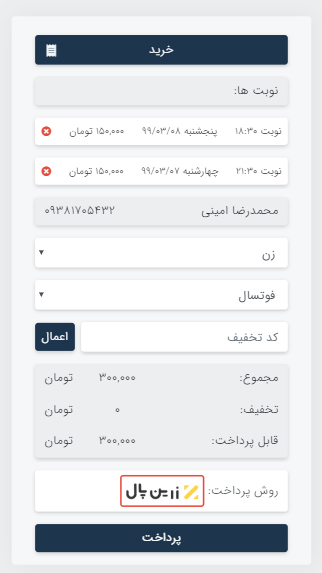 خرید
نوبت ها:
نوبت ۱۸:۳۰ پنجشنبه ۹۹/۰۳/۰۸ ۱۵۰,۰۰۰ تومان
نوبت ۲۱:۳۰ چهارشنبه ۹۹/۰۳/۰۷ ۱۵۰,۰۰۰ تومان
محمدرضا امینی ۰۹۳۸۱۷۰۵۴۳۲
زن
فوتسال
کد تخفیف اعمال
مجموع: ۳۰۰,۰۰۰ تومان
تخفیف: ۰ تومان
قابل پرداخت: ۳۰۰,۰۰۰ تومان
روش پرداخت: زرین پال
پرداخت